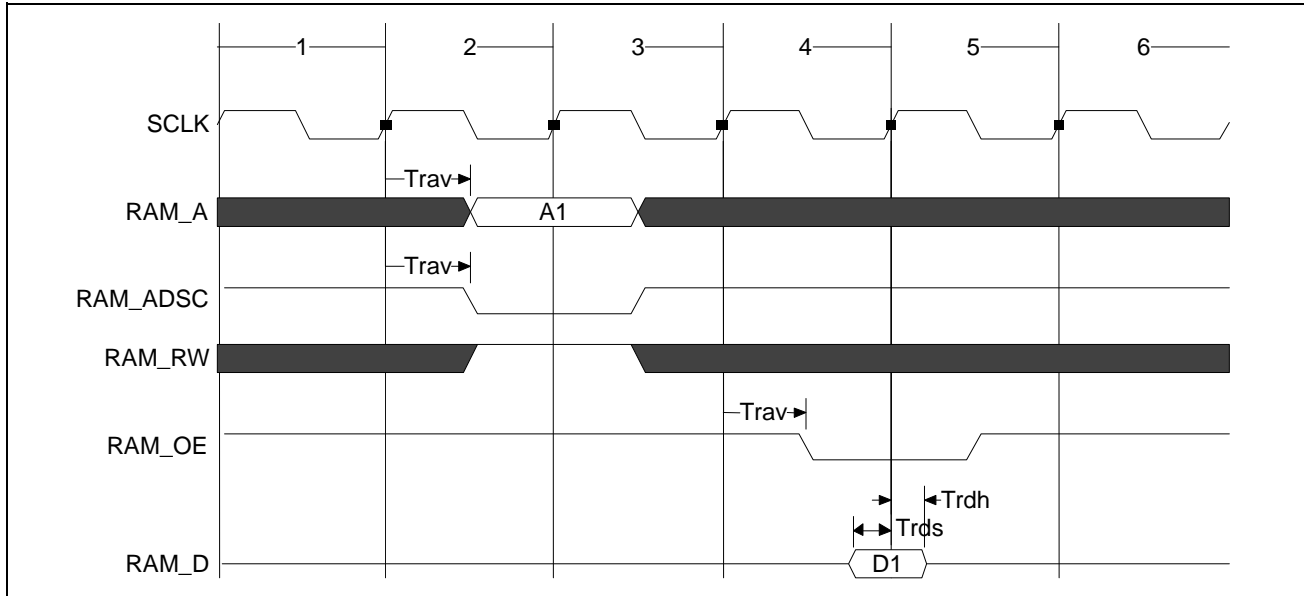 1 2 3 4 5 6
SCLK
Trav
RAM_A A1
Trav
RAM_ADSC
RAM_RW
Trav
RAM_OE
Trdh
Trds
RAM_D D1